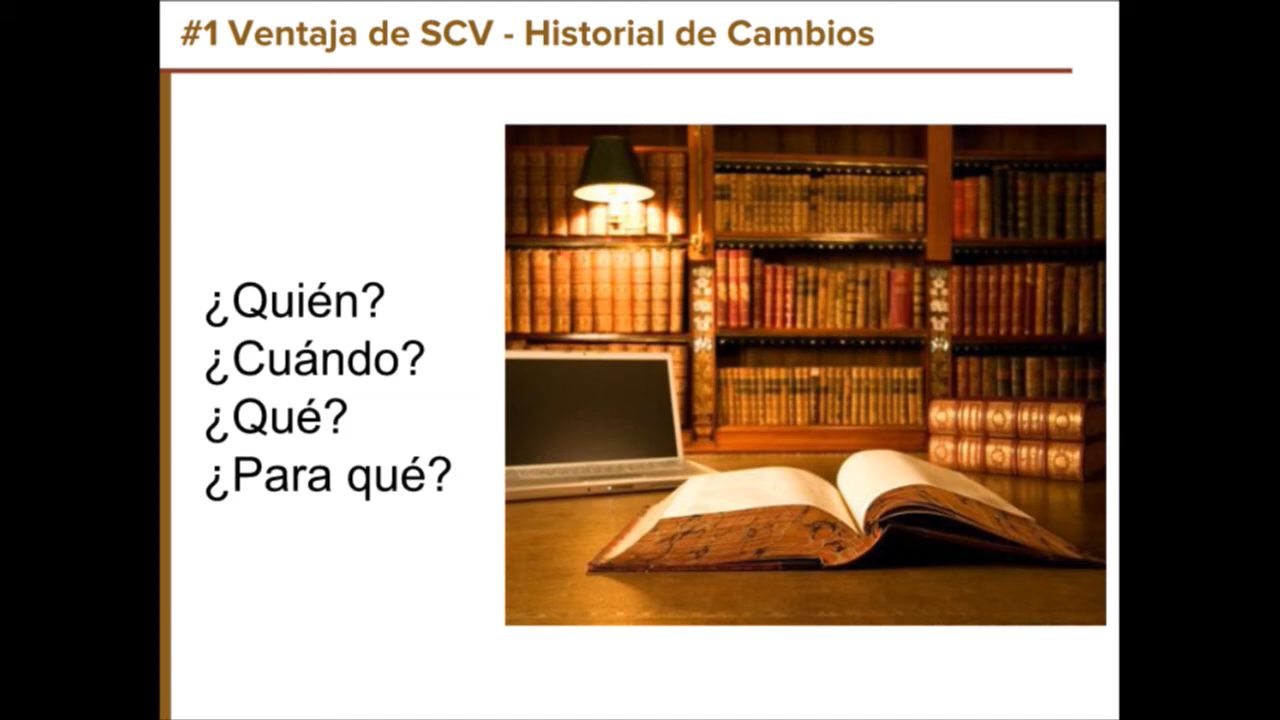 #1 Ventaja de SCV - Historial de Cambios
¿Quién?
¿Cuándo?
¿Qué?
¿Para qué?